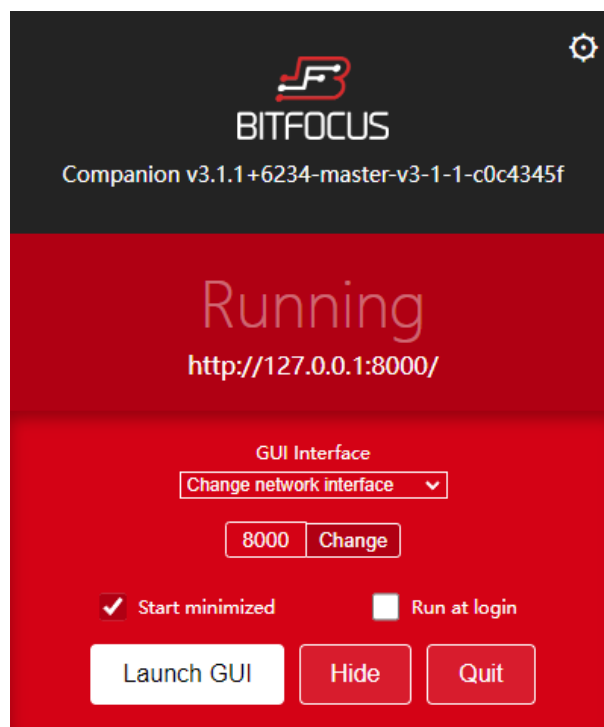 BITFOCUS
Companion v3.1.1+6234-master-v3-1-1-c0c4345f
Running
http://127.0.0.1:8000/
GUI Interface
Change network interface
8000 Change
Start minimized Run at login
Launch GUI Hide Quit